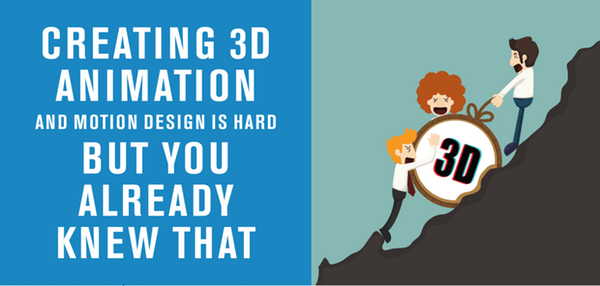 CREATING 3D
ANIMATION
AND MOTION DESIGN IS HARD
BUT YOU
ALREADY
KNEW THAT
3D